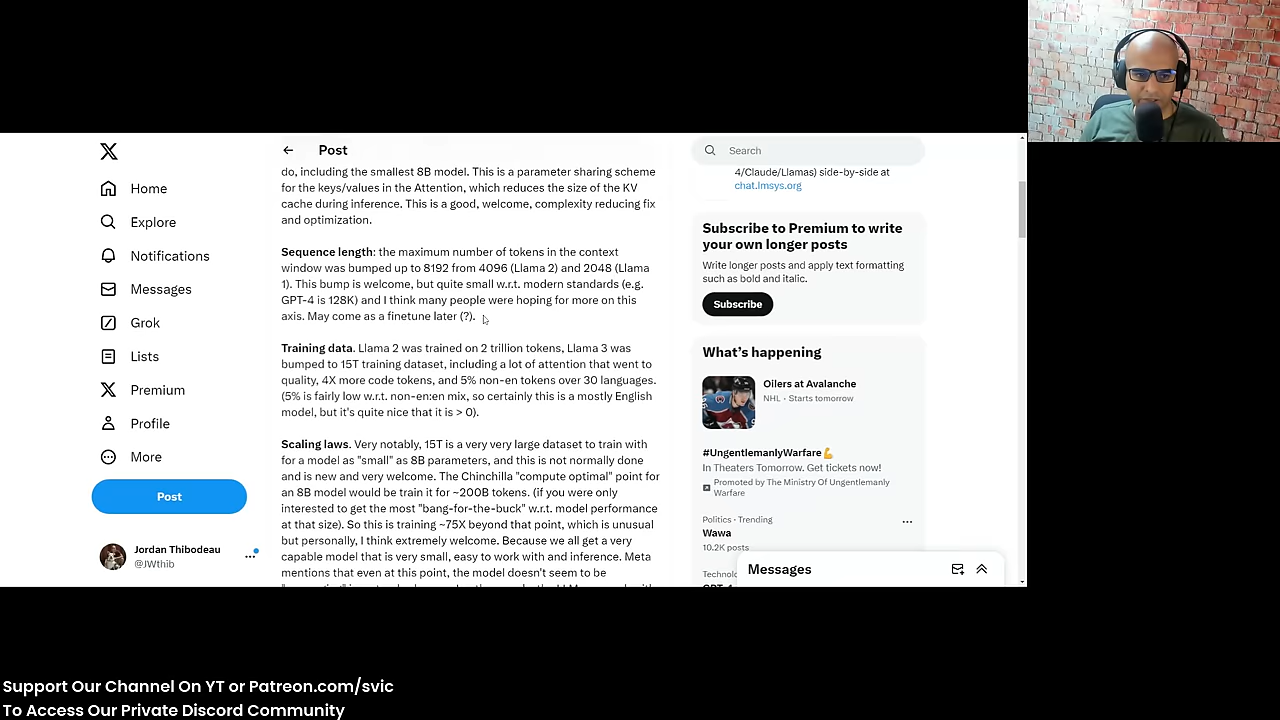 Home
Explore
Notifications
Messages
Grok
Lists
Premium
Profile
More
Post
Jordan Thibodeau
@JWthib
Post
do, including the smallest 8B model. This is a parameter sharing scheme
for the keys/values in the Attention, which reduces the size of the KV
cache during inference. This is a good, welcome, complexity reducing fix
and optimization.
Sequence length: the maximum number of tokens in the context
window was bumped up to 8192 from 4096 (Llama 2) and 2048 (Llama
1). This bump is welcome, but quite small w.r.t. modern standards (e.g.
GPT-4 is 128K) and I think many people were hoping for more on this
axis. May come as a finetune later (?).
Training data. Llama 2 was trained on 2 trillion tokens, Llama 3 was
bumped to 15T training dataset, including a lot of attention that went to
quality, 4X more code tokens, and 5% non-en tokens over 30 languages.
(5% is fairly low w.r.t. non-en:en mix, so certainly this is a mostly English
model, but it's quite nice that it is > 0).
Scaling laws. Very notably, 15T is a very very large dataset to train with
for a model as "small" as 8B parameters, and this is not normally done
and is new and very welcome. The Chinchilla "compute optimal" point for
an 8B model would be train it for ~200B tokens. (if you were only
interested to get the most "bang-for-the-buck" w.r.t. model performance
at that size). So this is training ~75X beyond that point, which is unusual
but personally, I think extremely welcome. Because we all get a very
capable model that is very small, easy to work with and inference. Meta
mentions that even at this point, the model doesn't seem to be
Search
4/Claude/Llamas) side-by-side at
chat.lmsys.org
Subscribe to Premium to write
your own longer posts
Write longer posts and apply text formatting
such as bold and italic.
Subscribe
What's happening
Oilers at Avalanche
NHL · Starts tomorrow
#UngentlemanlyWarfare💪
In Theaters Tomorrow. Get tickets now!
Promoted by The Ministry Of Ungentlemanly
Warfare
Politics · Trending
Wawa
10.2K posts
Messages
Support Our Channel On YT or Patreon.com/svic
To Access Our Private Discord Community